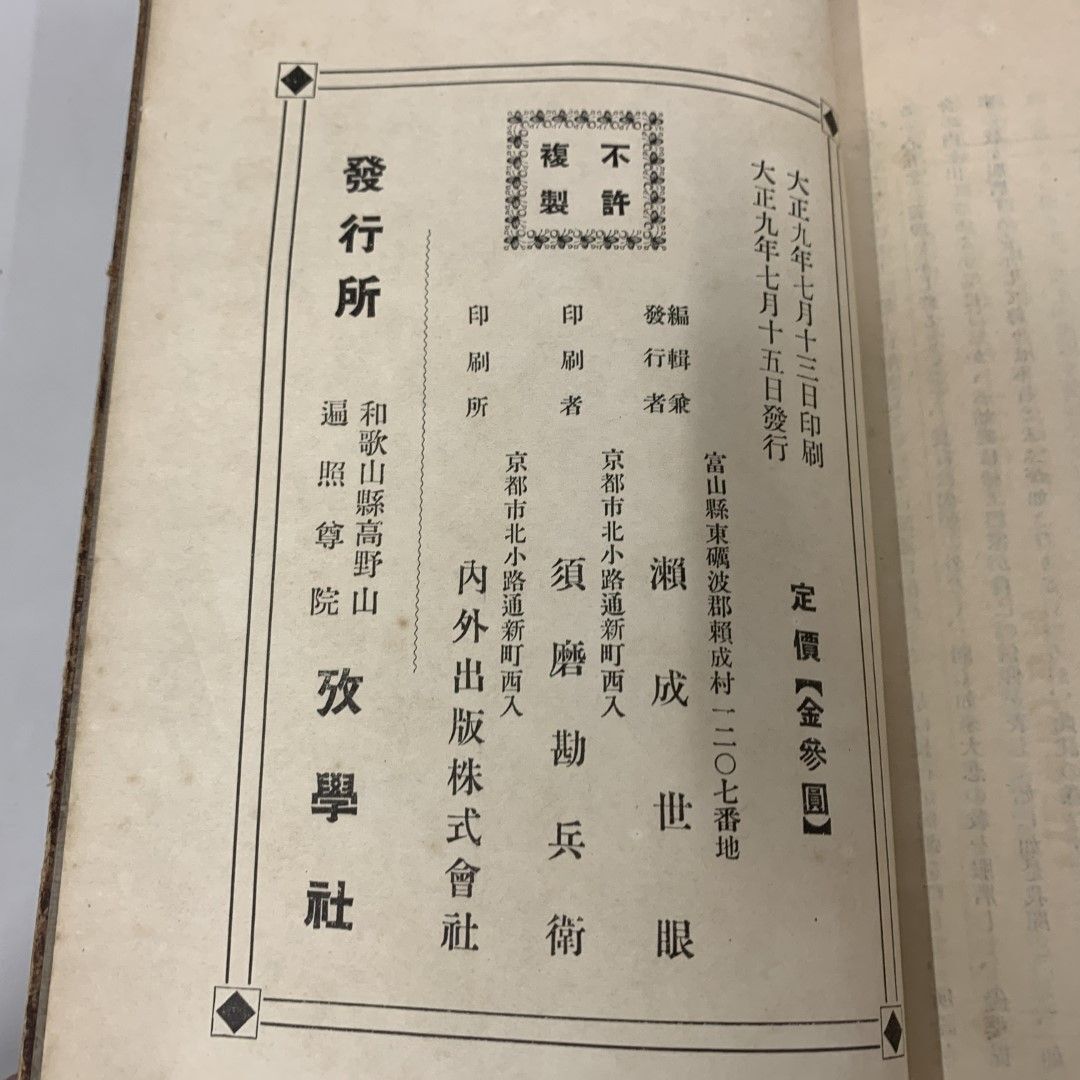 大正九年七月十三日印刷
大正九年七月十五日發行
定價【金參圓】
不許
複製
富山縣東礪波郡賴成村一二〇七番地
編輯兼
發行者
瀨成世眼
京都市北小路通新町西入
印刷者
須磨勘兵衛
京都市北小路通新町西入
印刷所
內外出版株式會社
和歌山縣高野山
遍照尊院
發行所
攷學社